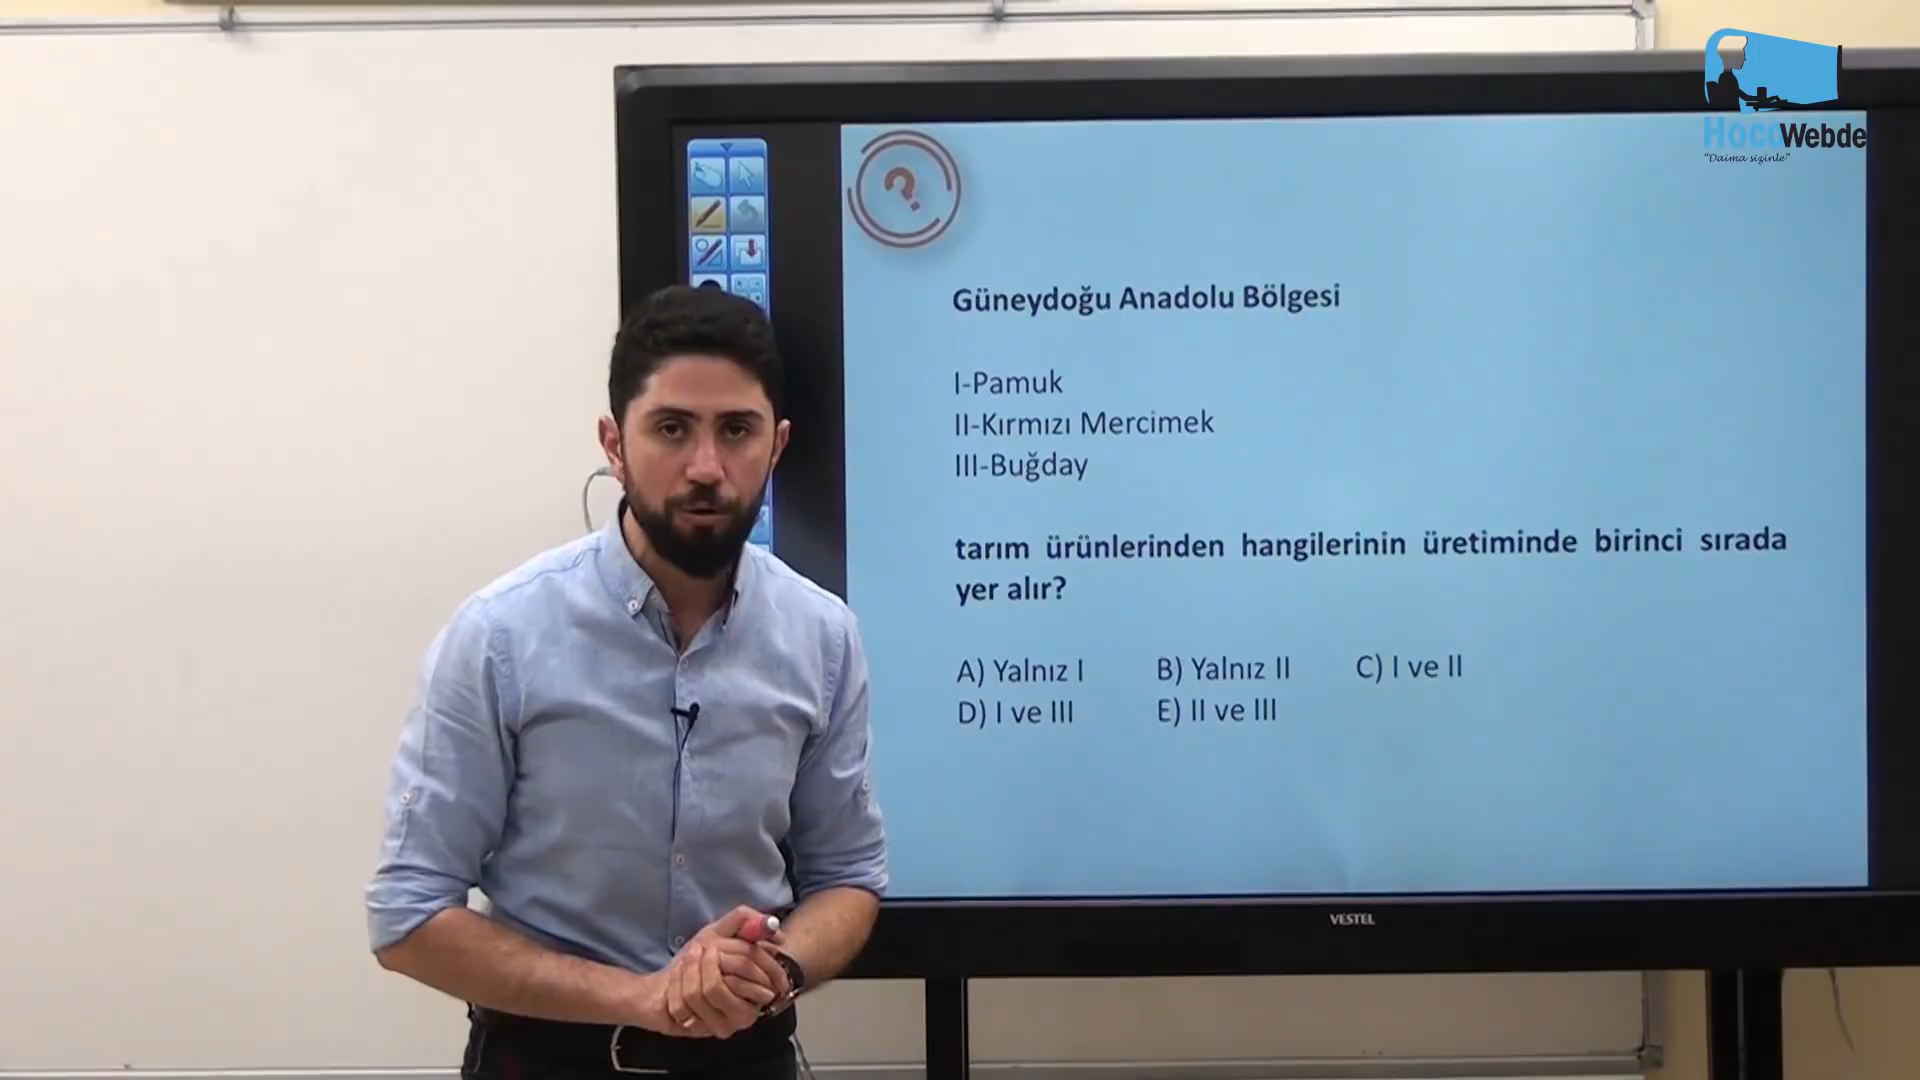 HocaWebde
"Daima sizinle"
?
Güneydoğu Anadolu Bölgesi
I-Pamuk
II-Kırmızı Mercimek
III-Buğday
tarım ürünlerinden hangilerinin üretiminde birinci sırada
yer alır?
A) Yalnız I B) Yalnız II C) I ve II
D) I ve III E) II ve III
VESTEL